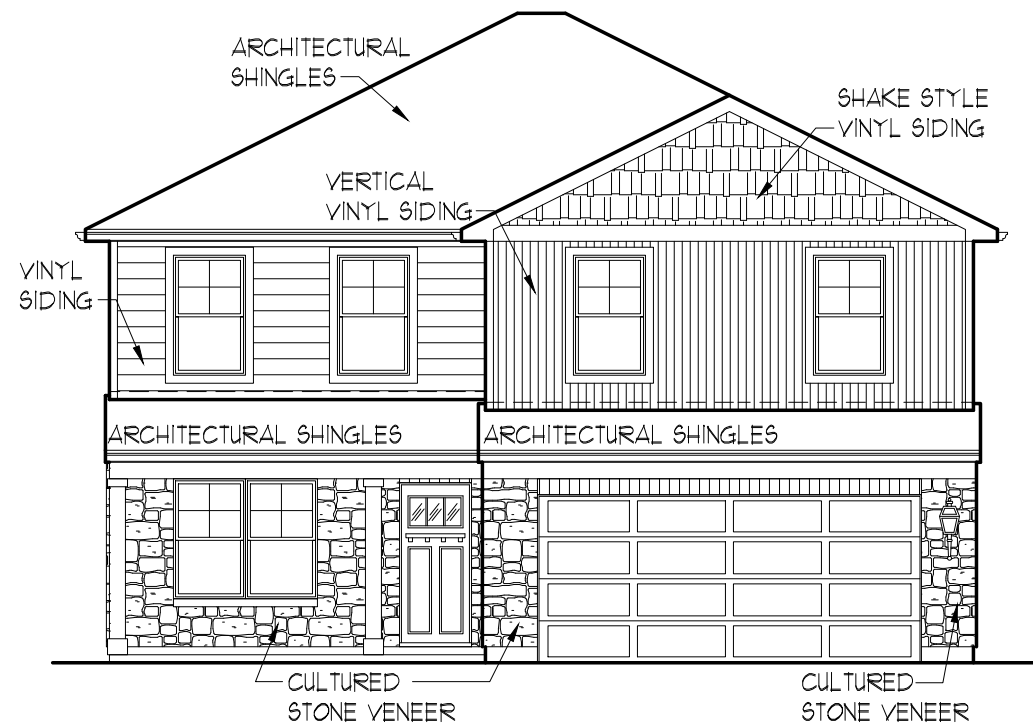 ARCHITECTURAL
SHINGLES
SHAKE STYLE
VINYL SIDING
VERTICAL
VINYL SIDING
VINYL
SIDING
ARCHITECTURAL SHINGLES
ARCHITECTURAL SHINGLES
CULTURED
STONE VENEER
CULTURED
STONE VENEER